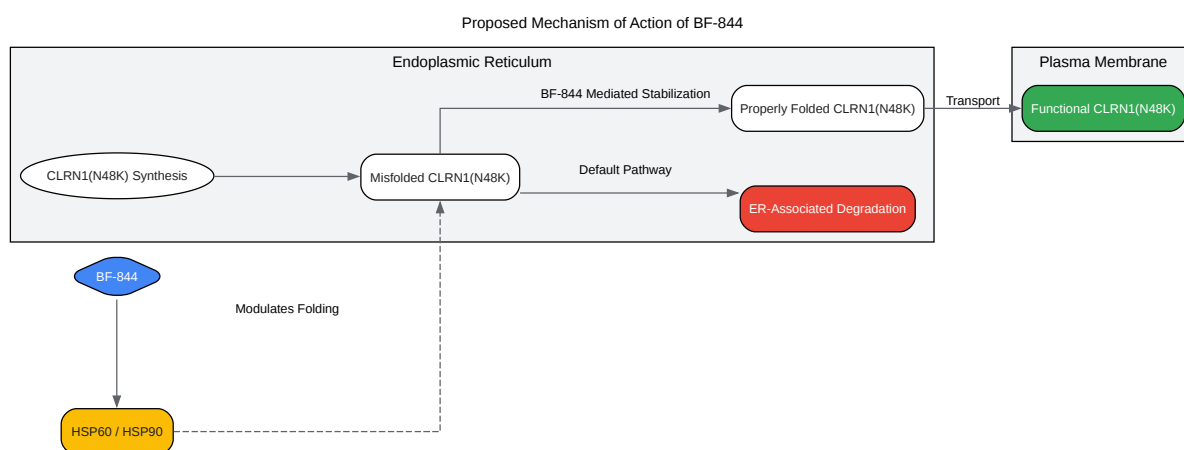 Proposed Mechanism of Action of BF-844
Endoplasmic Reticulum
Plasma Membrane
BF-844 Mediated Stabilization
Properly Folded CLRN1(N48K)
Transport
Functional CLRN1(N48K)
CLRN1(N48K) Synthesis
Misfolded CLRN1(N48K)
Default Pathway
ER-Associated Degradation
BF-844
Modulates Folding
HSP60 / HSP90